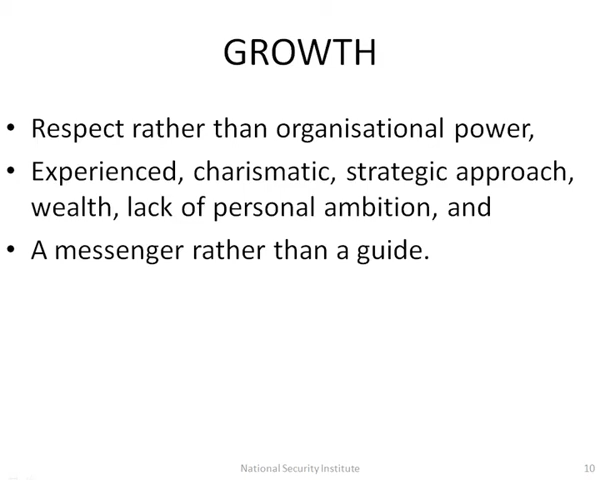 GROWTH
• Respect rather than organisational power,
• Experienced, charismatic, strategic approach,
wealth, lack of personal ambition, and
• A messenger rather than a guide.
National Security Institute
10